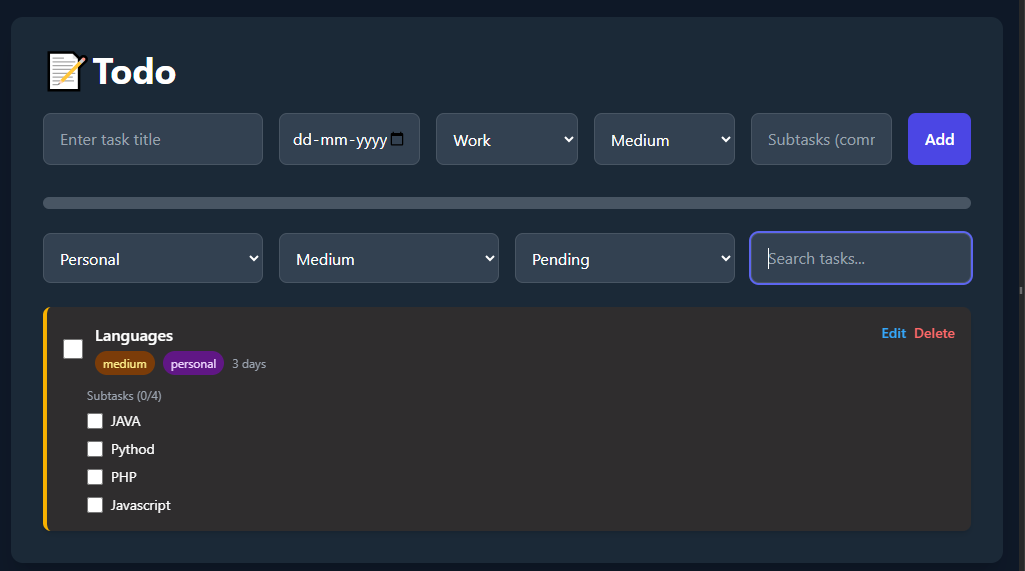 Todo
Enter task title
dd-mm-yyyy
Work
Medium
Subtasks (comr
Add
Personal
Medium
Pending
Search tasks...
Languages
Edit Delete
medium personal 3 days
Subtasks (0/4)
JAVA
Pythod
PHP
Javascript